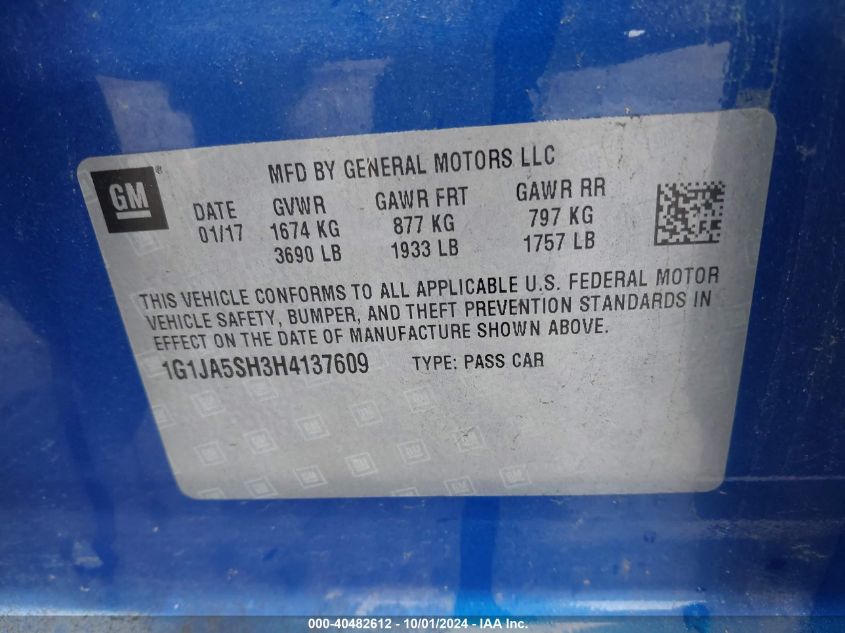 GM
MFD BY GENERAL MOTORS LLC
DATE GVWR GAWR FRT GAWR RR
01/17 1674 KG 877 KG 797 KG
3690 LB 1933 LB 1757 LB
THIS VEHICLE CONFORMS TO ALL APPLICABLE U.S. FEDERAL MOTOR
VEHICLE SAFETY, BUMPER, AND THEFT PREVENTION STANDARDS IN
EFFECT ON THE DATE OF MANUFACTURE SHOWN ABOVE.
1G1JA5SH3H4137609 TYPE: PASS CAR
000-40482612 - 10/01/2024 - IAA, Inc.